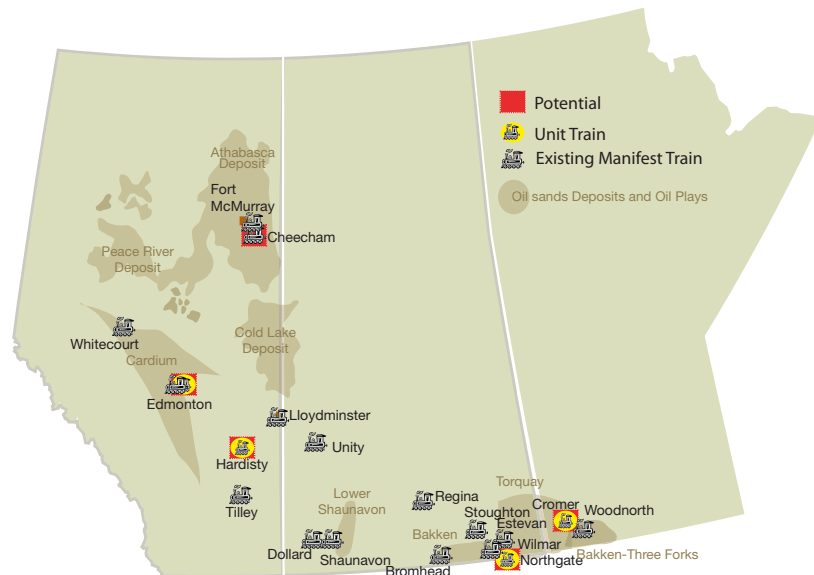 Potential
Unit Train
Existing Manifest Train
Oil sands Deposits and Oil Plays
Athabasca
Deposit
Fort
McMurray
Cheecham
Peace River
Deposit
Whitecourt
Cold Lake
Deposit
Cardium
Edmonton
Lloydminster
Unity
Hardisty
Tilley
Lower
Shaunavon
Regina
Torquay
Stoughton
Cromer
Woodnorth
Estevan
Bakken
Wilmar
Dollard
Shaunavon
Bromhead
Northgate
Bakken-Three Forks